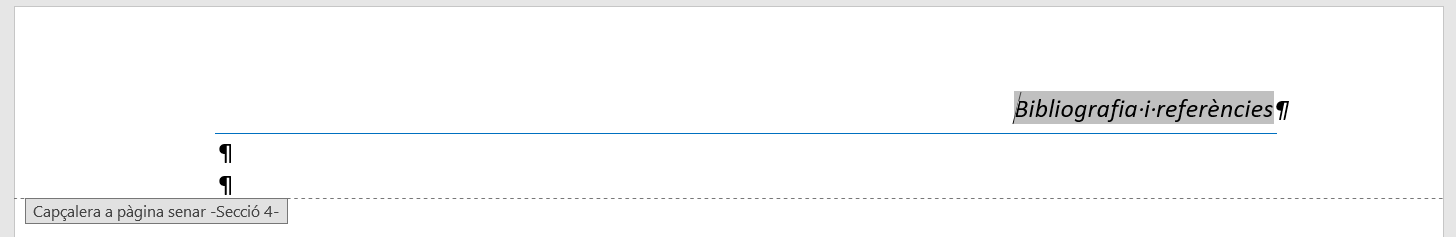 Bibliografia·i·referències¶
¶
¶
Capçalera a pàgina senar -Secció 4-